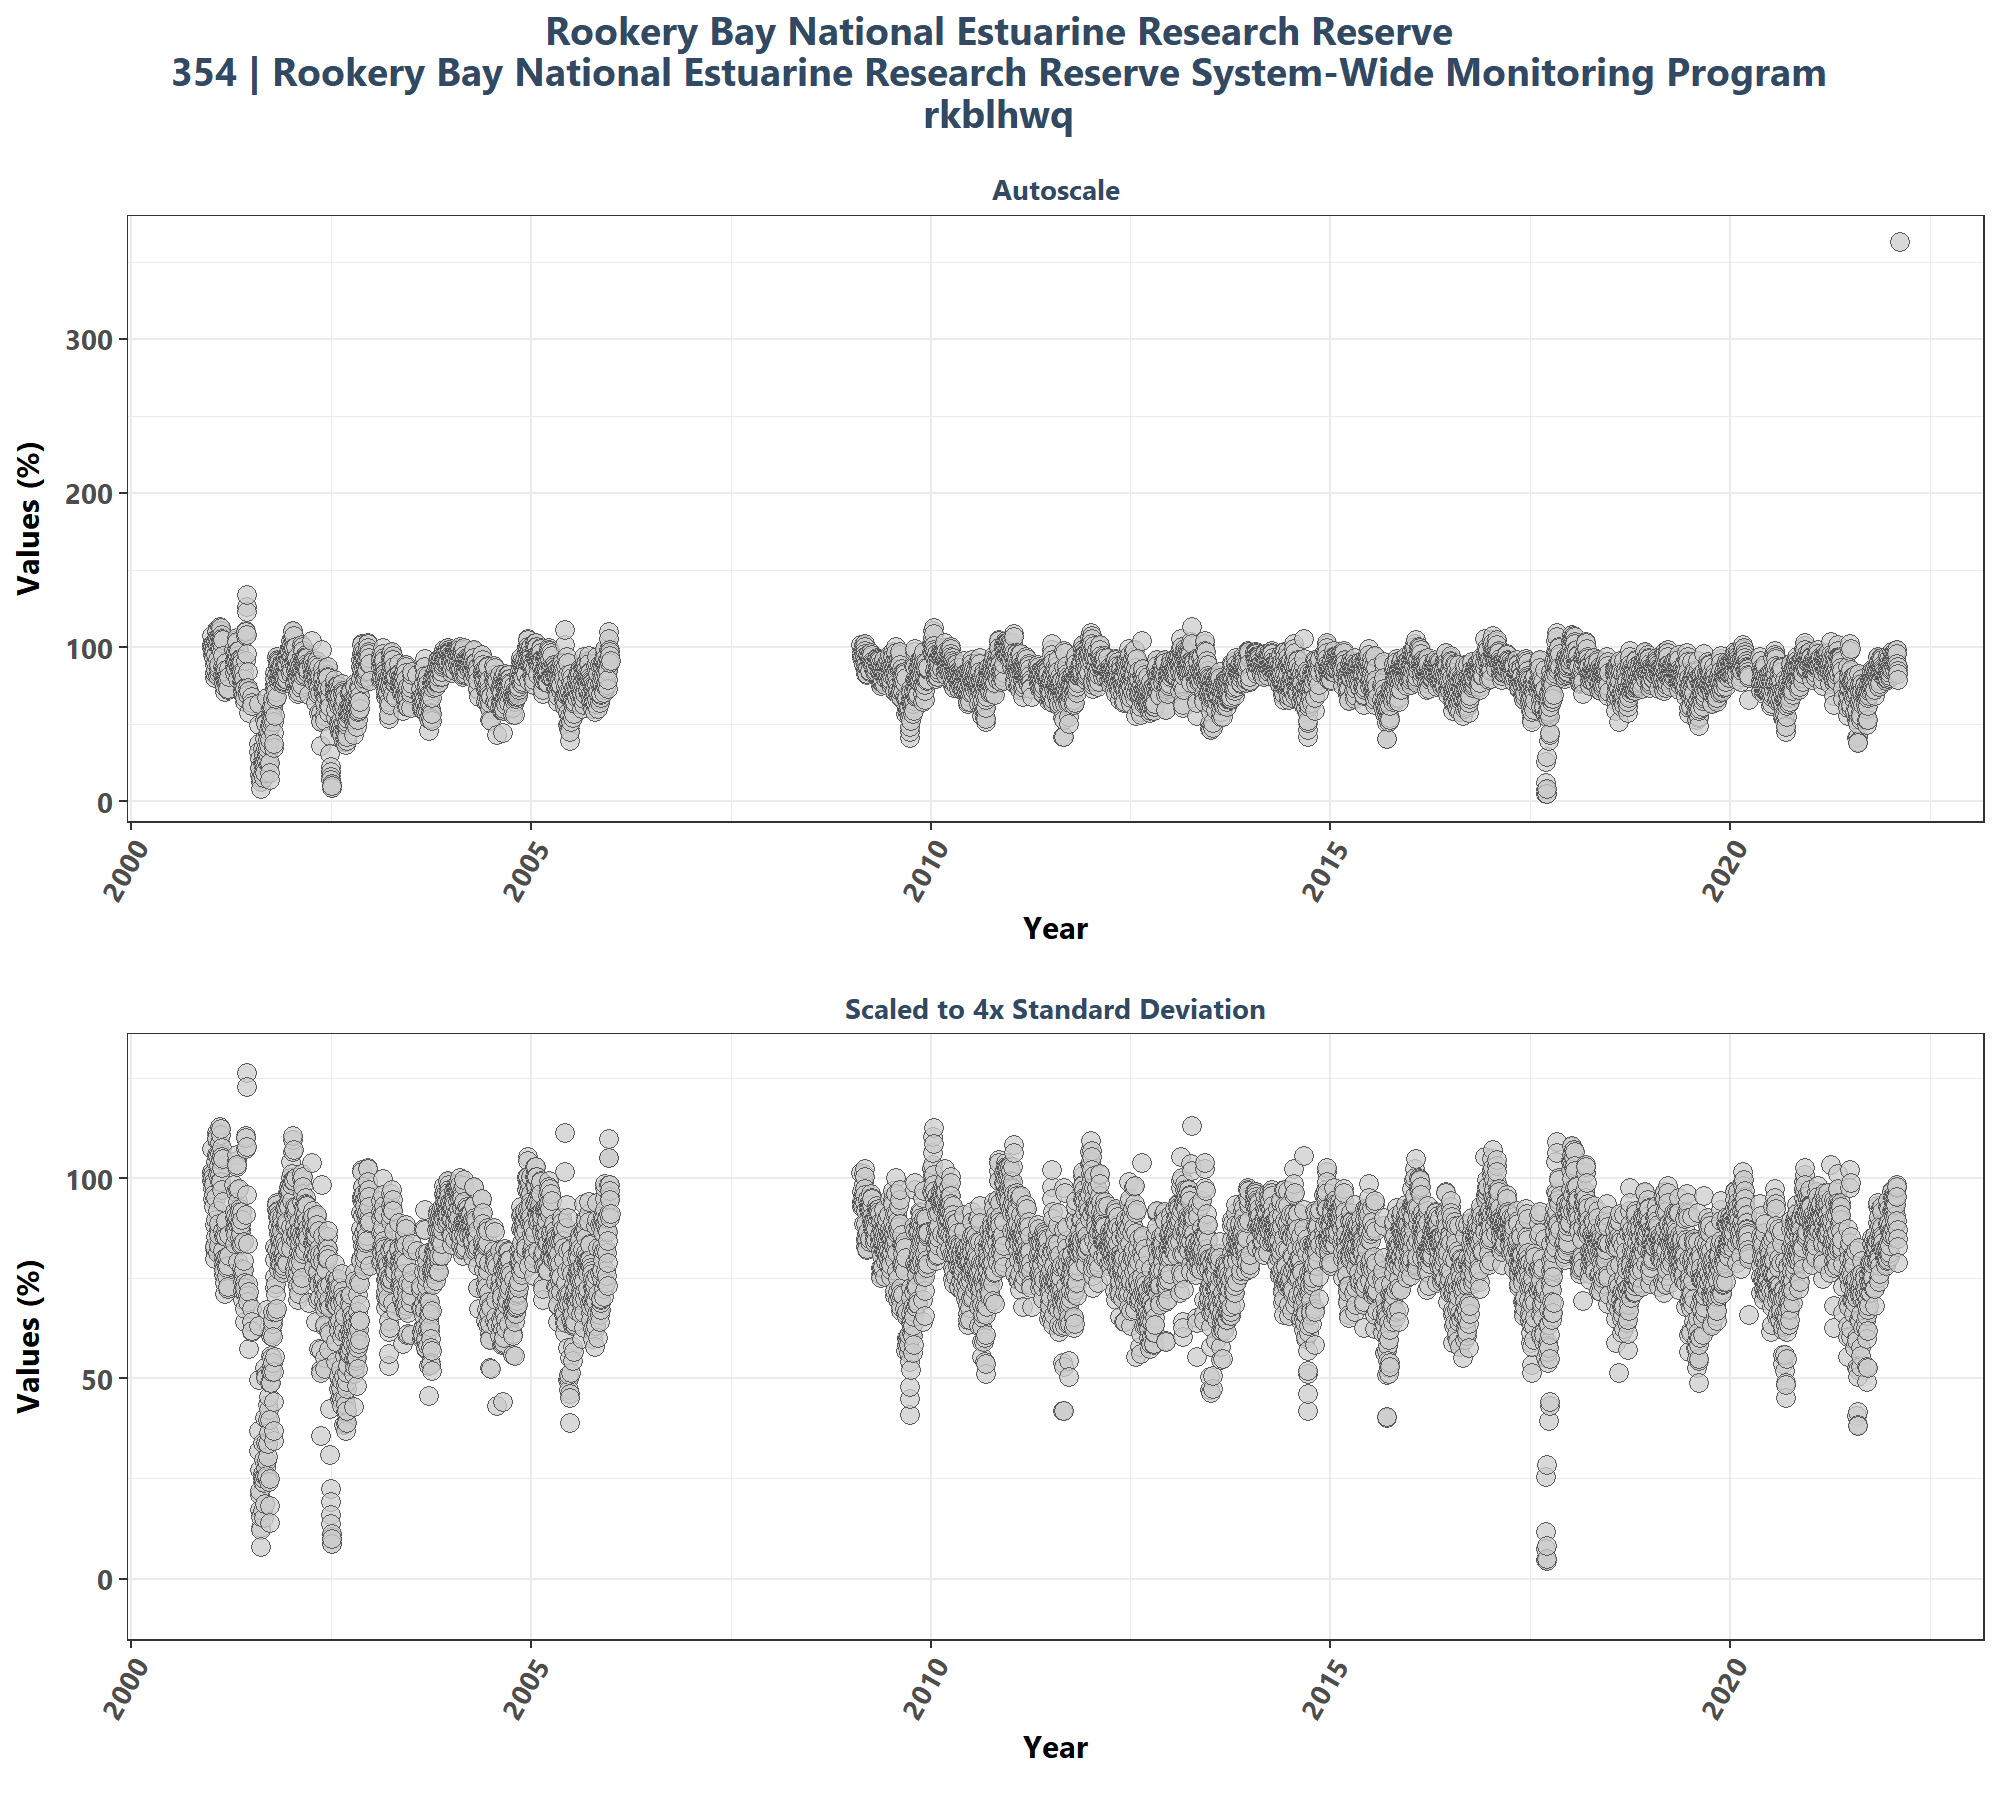 Rookery Bay National Estuarine Research Reserve
354 | Rookery Bay National Estuarine Research Reserve System-Wide Monitoring Program
rkblhwq
Autoscale
Values (%)
300
200
100
0
2000
2005
2010
2015
2020
Year
Scaled to 4x Standard Deviation
Values (%)
100
50
0
2000
2005
2010
2015
2020
Year